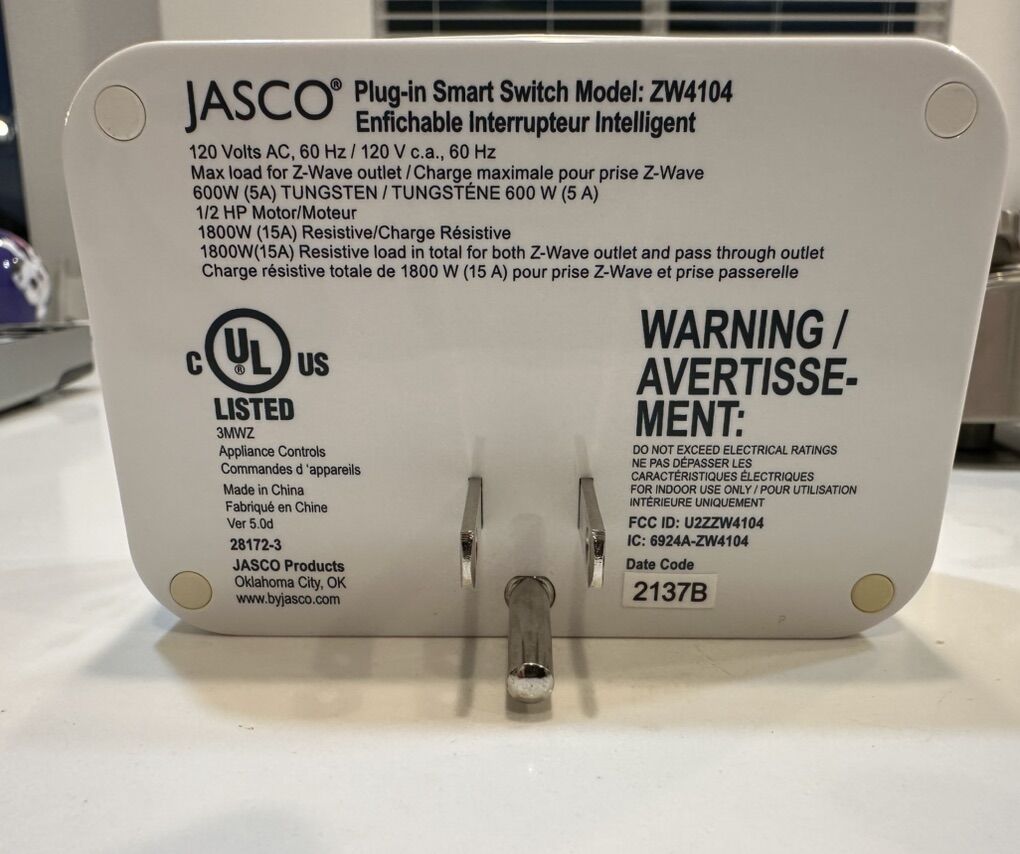 JASCO® Plug-in Smart Switch Model: ZW4104
Enfichable Interrupteur Intelligent
120 Volts AC, 60 Hz / 120 V c.a., 60 Hz
Max load for Z-Wave outlet / Charge maximale pour prise Z-Wave
600W (5A) TUNGSTEN / TUNGSTÉNE 600 W (5 A)
1/2 HP Motor/Moteur
1800W (15A) Resistive/Charge Résistive
1800W(15A) Resistive load in total for both Z-Wave outlet and pass through outlet
Charge résistive totale de 1800 W (15 A) pour prise Z-Wave et prise passerelle
C UL® US
LISTED
3MWZ
Appliance Controls
Commandes d 'appareils
Made in China
Fabriqué en Chine
Ver 5.0d
28172-3
JASCO Products
Oklahoma City, OK
www.byjasco.com
WARNING /
AVERTISSE-
MENT:
DO NOT EXCEED ELECTRICAL RATINGS
NE PAS DÉPASSER LES
CARACTÉRISTIQUES ÉLECTRIQUES
FOR INDOOR USE ONLY / POUR UTILISATION
INTÉRIEURE UNIQUEMENT
FCC ID: U2ZZW4104
IC: 6924A-ZW4104
Date Code
2137B
P